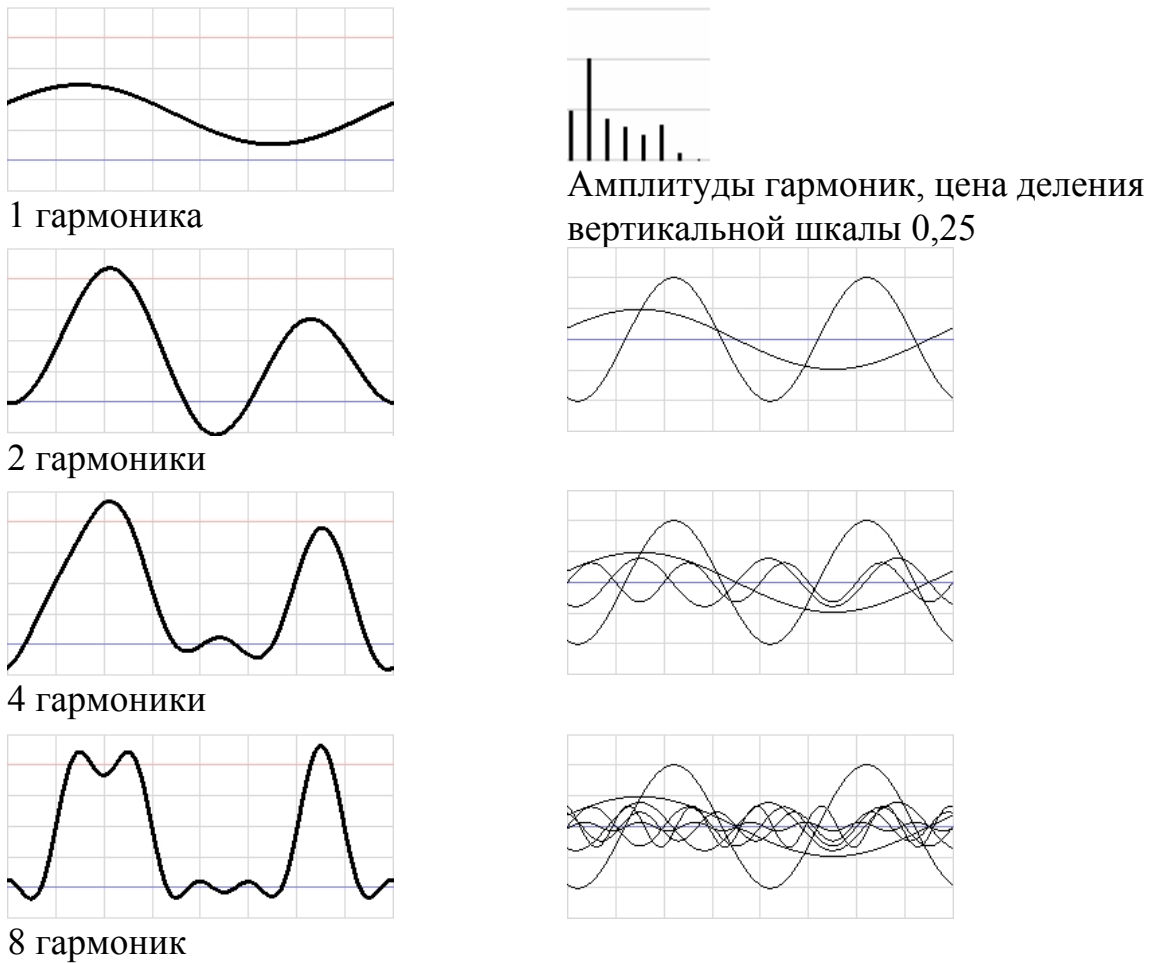 1 гармоника
Амплитуды гармоник, цена деления
вертикальной шкалы 0,25
2 гармоники
4 гармоники
8 гармоник